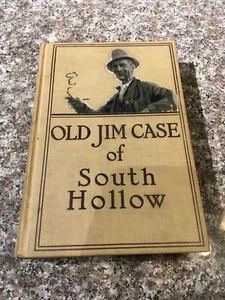 OLD JIM CASE
of
South
Hollow